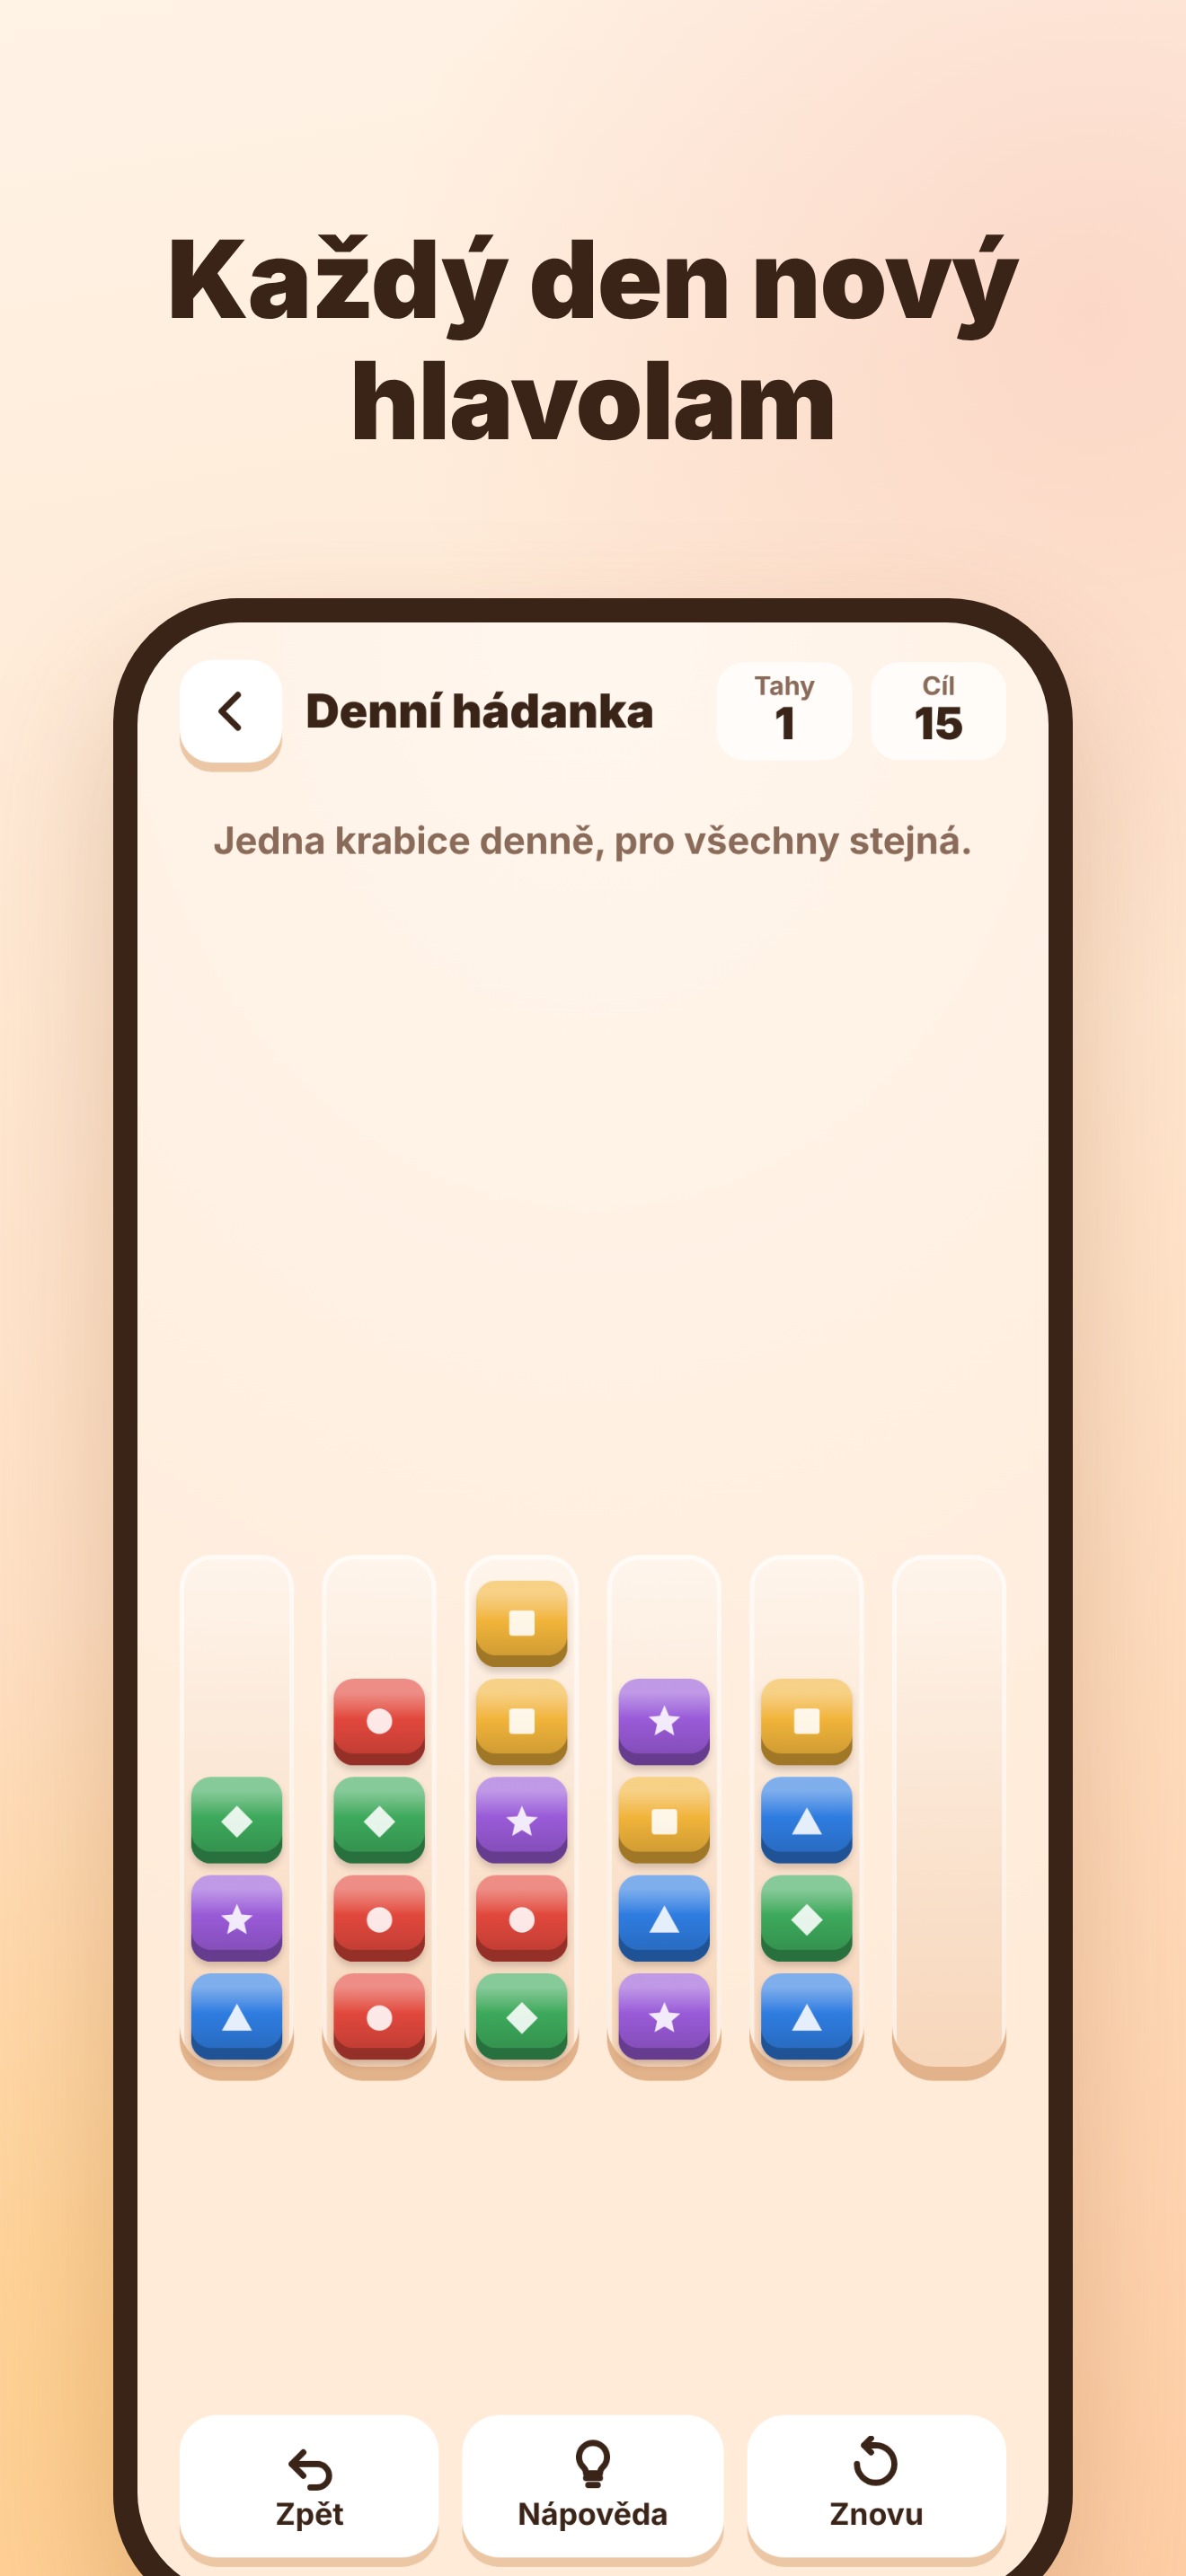 Každý den nový
hlavolam
Denní hádanka
Tahy
1
Cíl
15
Jedna krabice denně, pro všechny stejná.
Zpět
Nápověda
Znovu